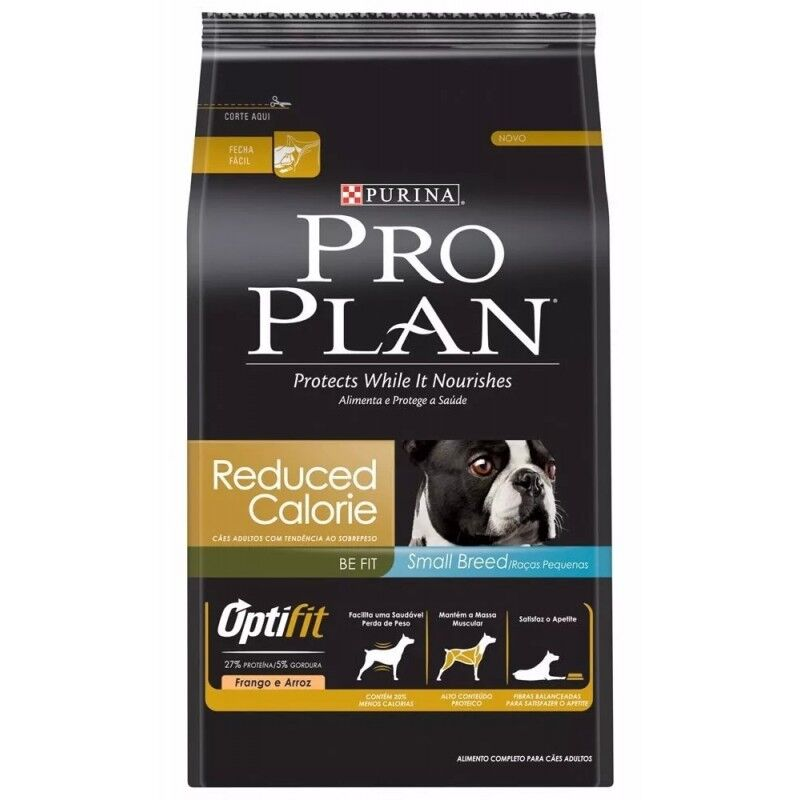 CORTE AQUI
FECHA
FÁCIL
NOVO
PURINA
PRO
PLAN
Protects While It Nourishes
Alimenta e Protege a Saúde
Reduced
Calorie
CÃES ADULTOS COM TENDÊNCIA AO SOBREPESO
BE FIT
Small Breed/Raças Pequenas
Optifit
27% PROTEÍNA/5% GORDURA
Frango e Arroz
Facilita uma Saudável
Perda de Peso
CONTÉM 20%
MENOS CALORIAS
Mantém a Massa
Muscular
ALTO CONTEÚDO
PROTEICO
Satisfaz o Apetite
FIBRAS BALANCEADAS
PARA SATISFAZER O APETITE
ALIMENTO COMPLETO PARA CÃES ADULTOS